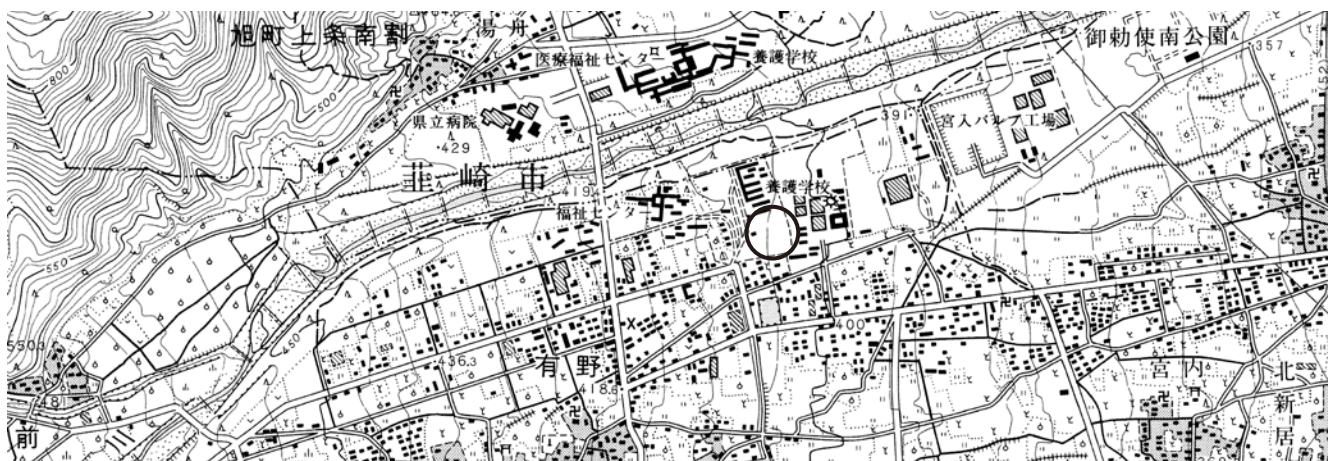 旭町上条南割
湯舟
800
500
医療福祉センター
養護学校
御勅使南公園
357
県立病院
391
宮入バルブ工場
・429
韮崎市
419
養護学校
福祉センター
550
450
400
436.3
有野
418.6
宮内
北新居
481
前
川